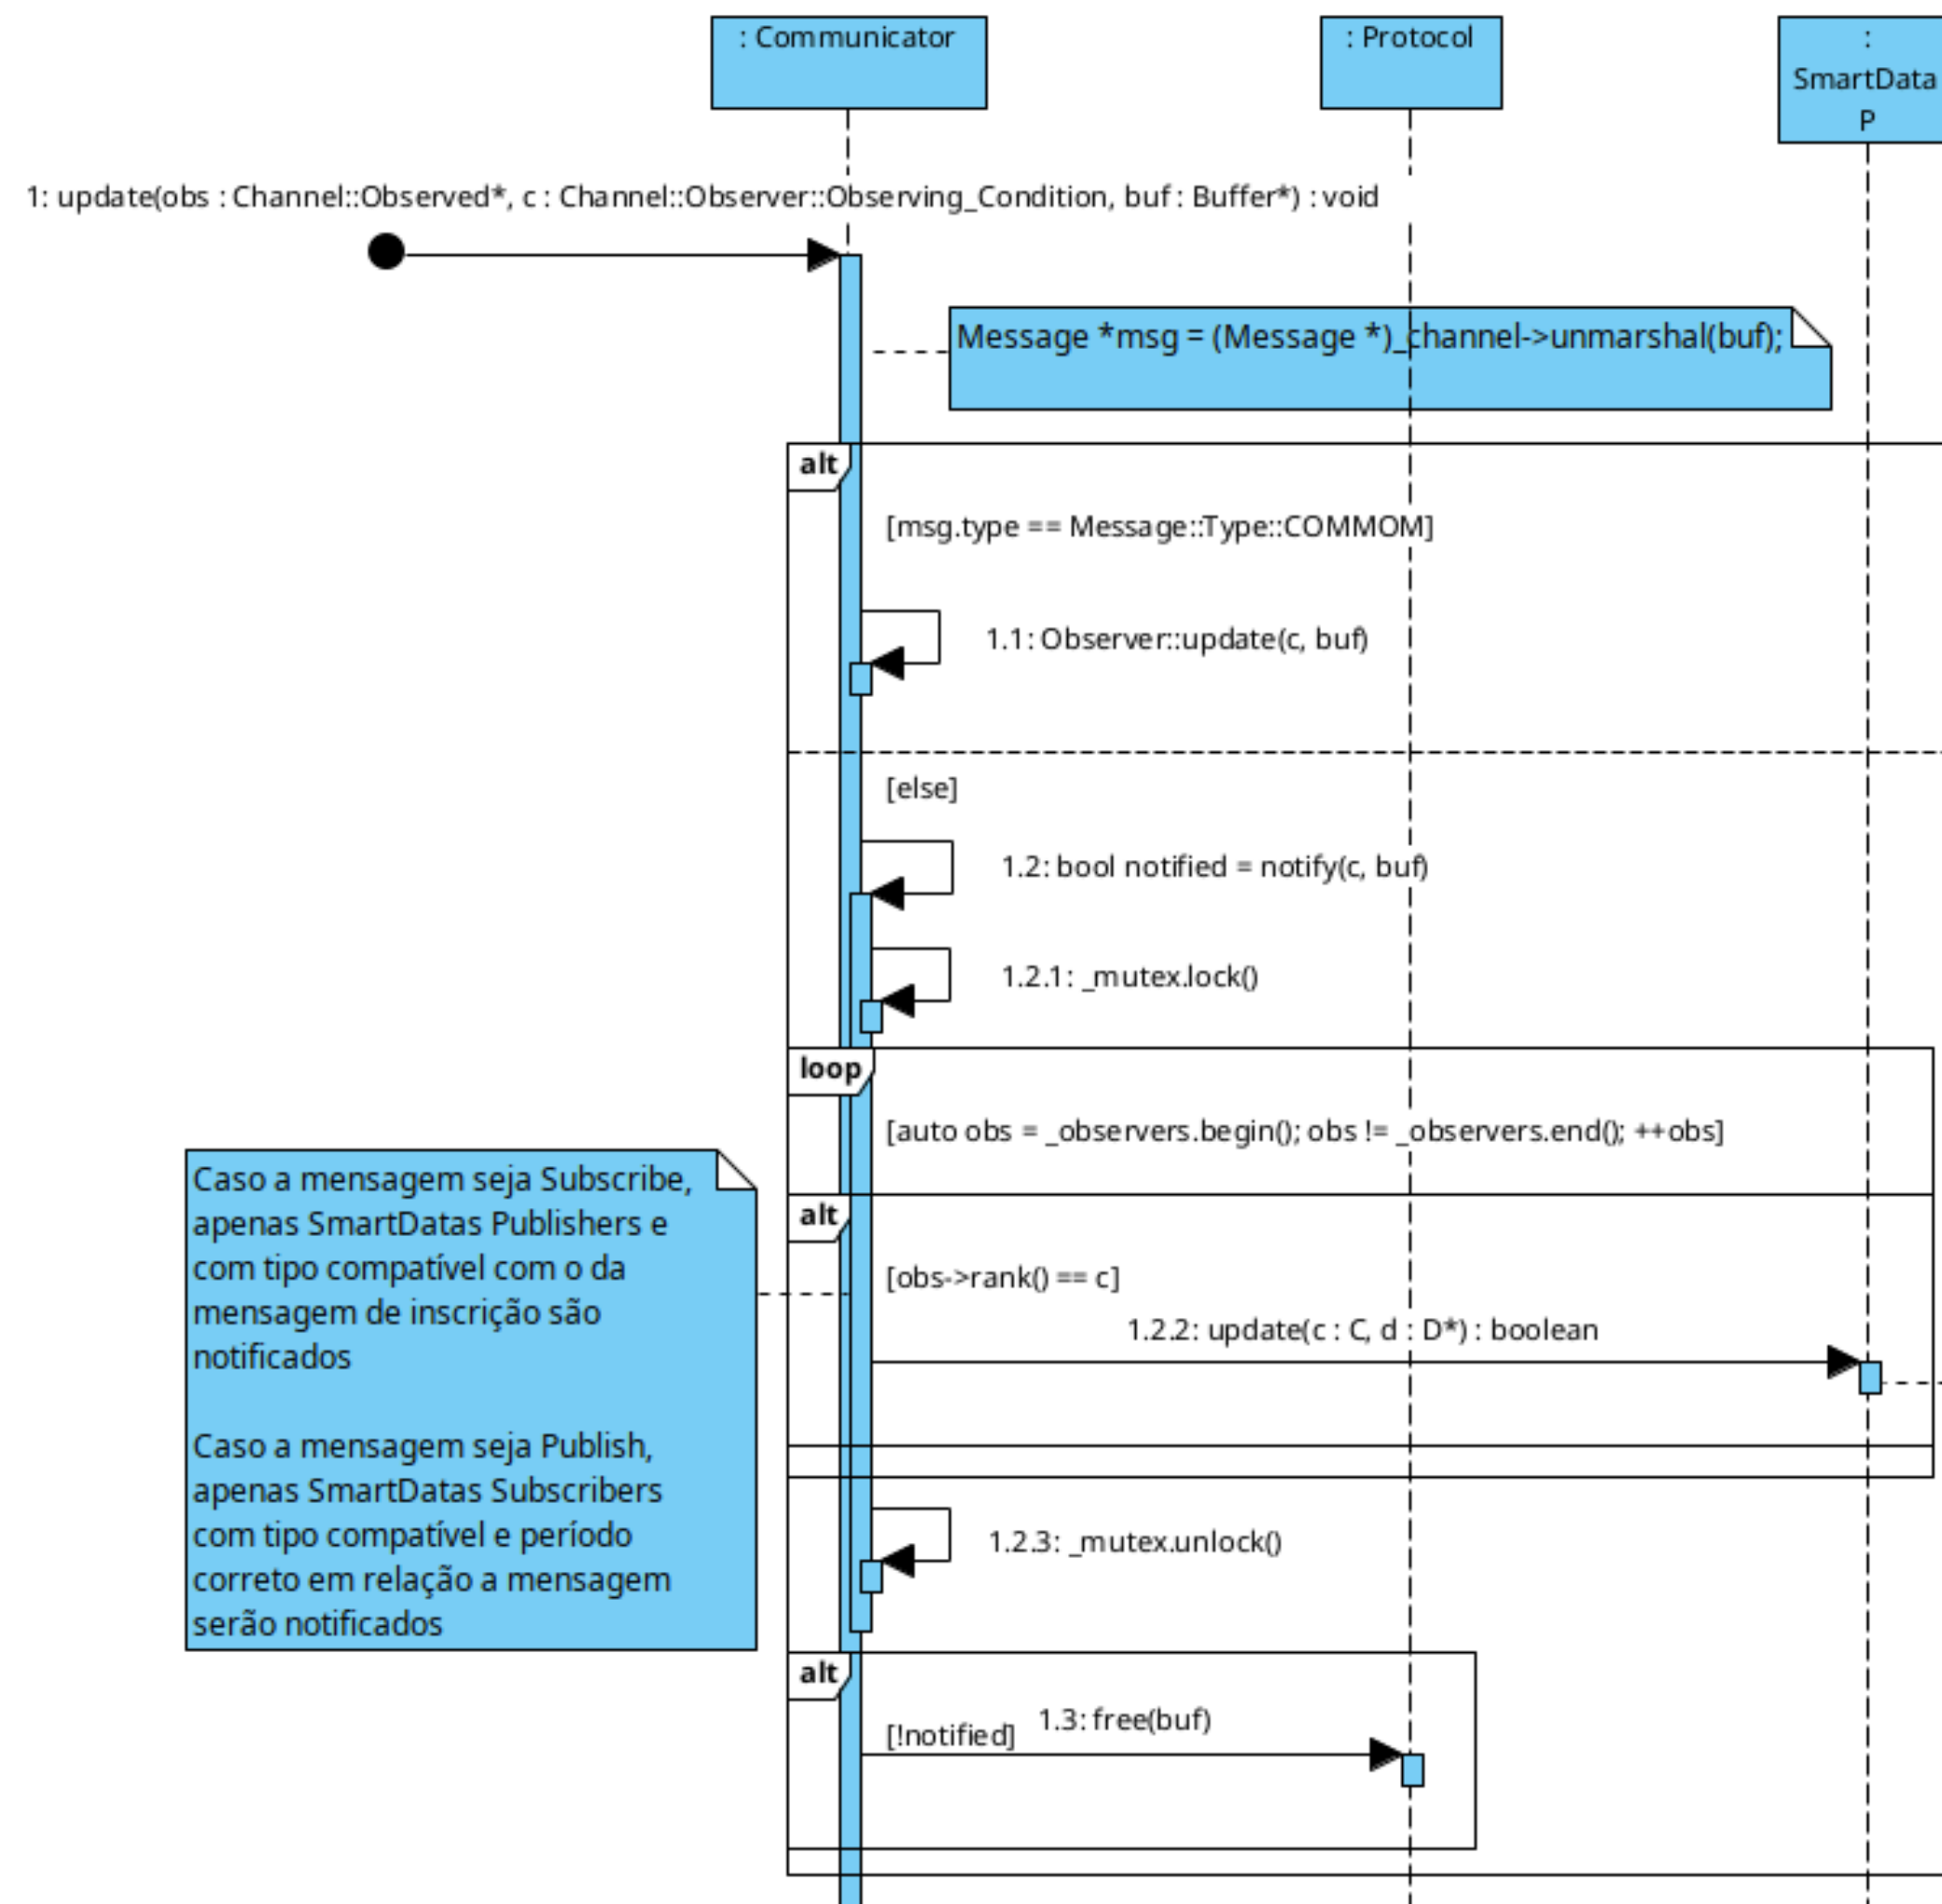 : Communicator
: Protocol
:
SmartData
P
1: update(obs : Channel::Observed*, c : Channel::Observer::Observing_Condition, buf : Buffer*) : void
Message *msg = (Message *)_channel->unmarshal(buf);
alt
[msg.type == Message::Type::COMMOM]
1.1: Observer::update(c, buf)
[else]
1.2: bool notified = notify(c, buf)
1.2.1: _mutex.lock()
loop
[auto obs = _observers.begin(); obs != _observers.end(); ++obs]
Caso a mensagem seja Subscribe,
apenas SmartDatas Publishers e
com tipo compatível com o da
mensagem de inscrição são
notificados
Caso a mensagem seja Publish,
apenas SmartDatas Subscribers
com tipo compatível e período
correto em relação a mensagem
serão notificados
alt
[obs->rank() == c]
1.2.2: update(c : C, d : D*) : boolean
1.2.3: _mutex.unlock()
alt
[!notified]
1.3: free(buf)